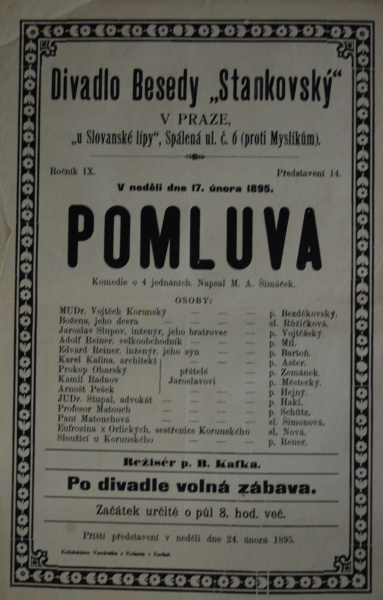 Divadlo Besedy „Stankovský“
V PRAZE,
„u Slovanské lípy“, Spálená ul. č. 6 (proti Myslíkům).
Ročník IX. Představení 14.
V neděli dne 17. února 1895.
POMLUVA
Komedie o 4 jednáních. Napsal M. A. Šimáček.
OSOBY:
MUDr. Vojtěch Korunský — — — p. Bezděkovský.
Božena, jeho dcera — — — sl. Růžičková.
Jaroslav Slupov, inženýr, jeho bratrovec — — p. Vojtěšský.
Adolf Reiner, velkoobchodník — — — p. Mil.
Edvard Reiner, inženýr, jeho syn — — — p. Bartoň.
Karel Kalina, architekt — — — p. Aster.
Prokop Oharský přátelé — — p. Zemánek.
Kamil Radnov Jaroslavovi — — p. Městecký.
Arnošt Pešek — — p. Hejný.
JUDr. Stupal, advokát — — — p. Hakl.
Profesor Matouch — — — p. Schütz.
Paní Matouchová — — — sl. Šimonová.
Eufrozina z Orlických, sestřenice Korunského — sl. Nová.
Sloužící u Korunského — — — p. Rener.
Režisér p. R. Kafka.
Po divadle volná zábava.
Začátek určitě o půl 8. hod. več.
Příští představení v neděli dne 24. února 1895.